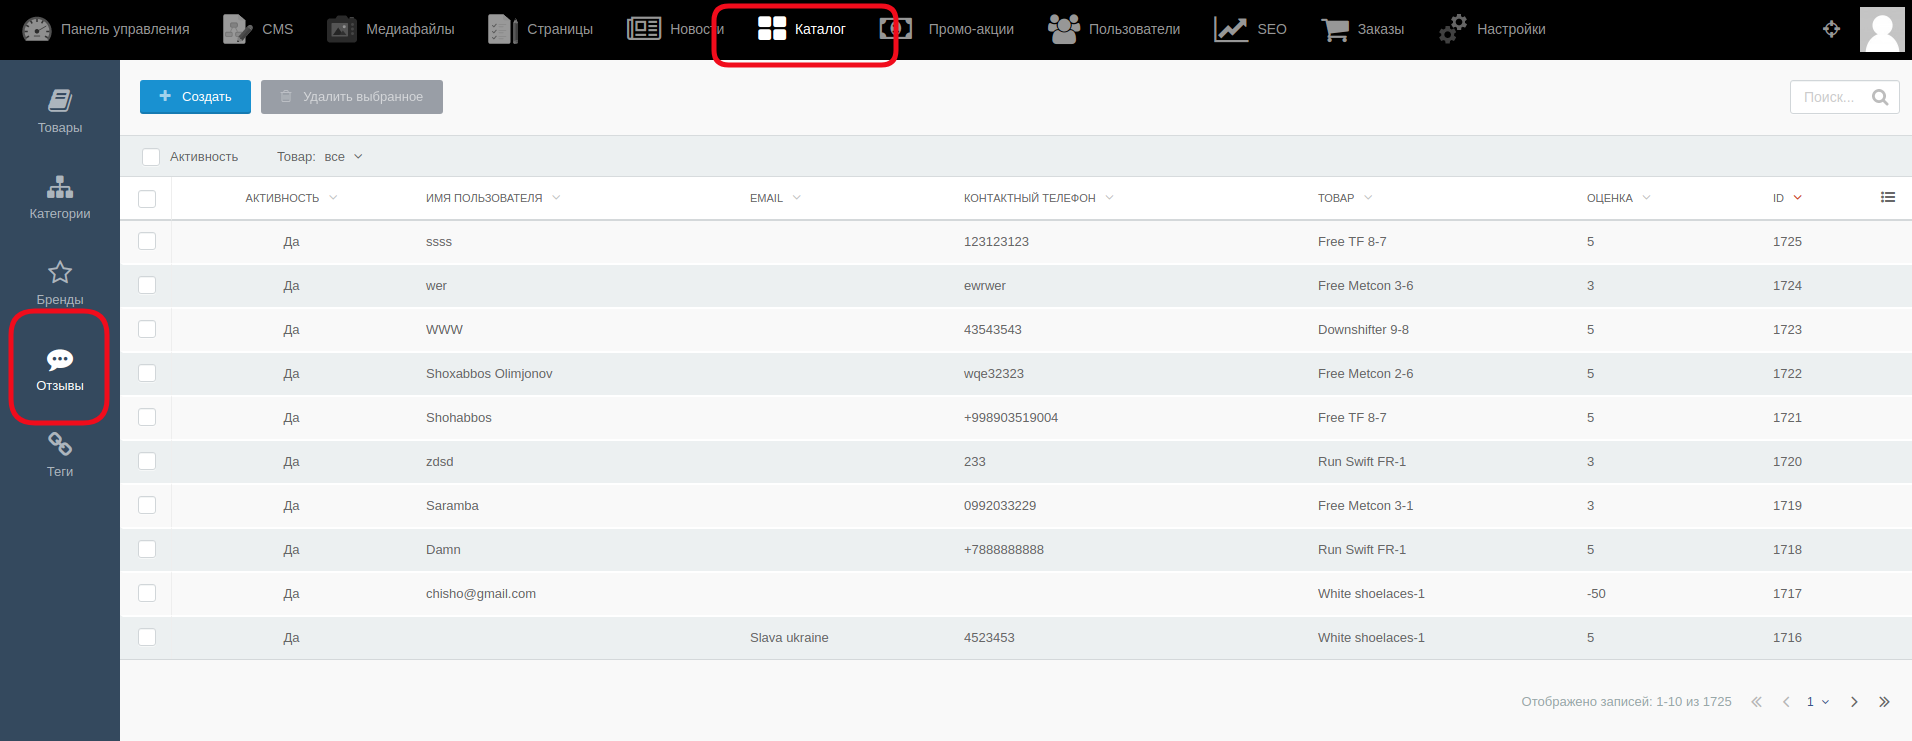 Панель управления CMS Медиафайлы Страницы Новости Каталог Промо-акции Пользователи SEO Заказы Настройки
Товары
Категории
Бренды
Отзывы
Теги
Создать Удалить выбранное Поиск...
Активность Товар: все
АКТИВНОСТЬ ИМЯ ПОЛЬЗОВАТЕЛЯ EMAIL КОНТАКТНЫЙ ТЕЛЕФОН ТОВАР ОЦЕНКА ID
Да ssss 123123123 Free TF 8-7 5 1725
Да wer ewrwer Free Metcon 3-6 3 1724
Да WWW 43543543 Downshifter 9-8 5 1723
Да Shoxabbos Olimjonov wqe32323 Free Metcon 2-6 5 1722
Да Shohabbos +998903519004 Free TF 8-7 5 1721
Да zdsd 233 Run Swift FR-1 3 1720
Да Saramba 0992033229 Free Metcon 3-1 3 1719
Да Damn +7888888888 Run Swift FR-1 5 1718
Да chisho@gmail.com White shoelaces-1 -50 1717
Да Slava ukraine 4523453 White shoelaces-1 5 1716
Отображено записей: 1-10 из 1725 1